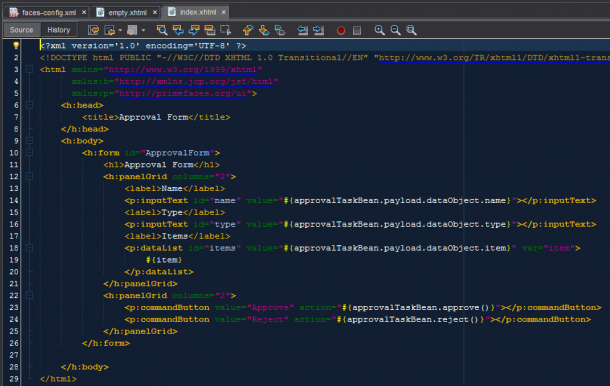 faces-config.xml
empty.xhtml
index.xhtml
Source History
1 <?xml version='1.0' encoding='UTF-8' ?>
2 <!DOCTYPE html PUBLIC "-//W3C//DTD XHTML 1.0 Transitional//EN" "http://www.w3.org/TR/xhtml1/DTD/xhtml1-trans
3 <html xmlns="http://www.w3.org/1999/xhtml"
4 xmlns:h="http://xmlns.jcp.org/jsf/html"
5 xmlns:p="http://primefaces.org/ui">
6 <h:head>
7 <title>Approval Form</title>
8 </h:head>
9 <h:body>
10 <h:form id="ApprovalForm">
11 <h1>Approval Form</h1>
12 <h:panelGrid columns="2">
13 <label>Name</label>
14 <p:inputText id="name" value="#{approvalTaskBean.payload.dataObject.name}"></p:inputText>
15 <label>Type</label>
16 <p:inputText id="type" value="#{approvalTaskBean.payload.dataObject.type}"></p:inputText>
17 <label>Items</label>
18 <p:dataList id="items" value="#{approvalTaskBean.payload.dataObject.item}" var="item">
19 #{item}
20 </p:dataList>
21 </h:panelGrid>
22 <h:panelGrid columns="2">
23 <p:commandButton value="Approve" action="#{approvalTaskBean.approve()}"></p:commandButton>
24 <p:commandButton value="Reject" action="#{approvalTaskBean.reject()}"></p:commandButton>
25 </h:panelGrid>
26 </h:form>
27
28 </h:body>
29 </html>